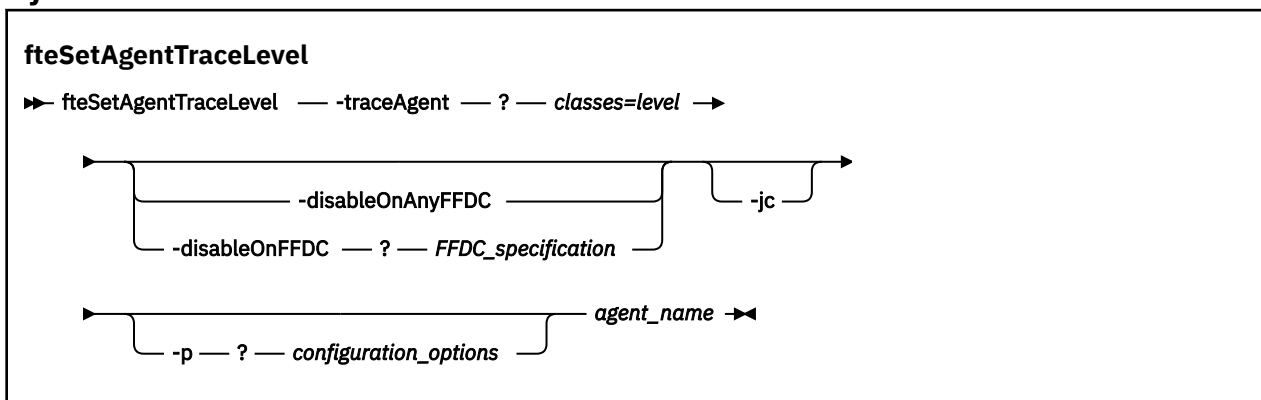 fteSetAgentTraceLevel
fteSetAgentTraceLevel -traceAgent ? classes=level
-disableOnAnyFFDC
-jc
-disableOnFFDC ? FFDC_specification
agent_name
-p ? configuration_options